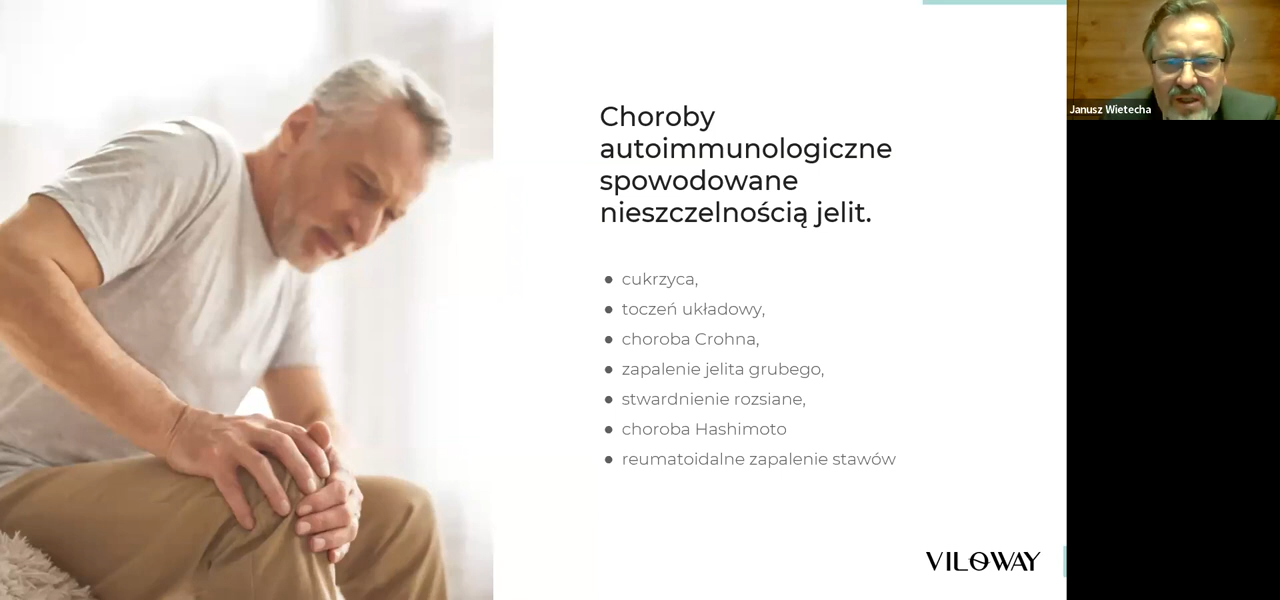 Choroby
autoimmunologiczne
spowodowane
nieszczelnością jelit.
● cukrzyca,
● toczeń układowy,
● choroba Crohna,
● zapalenie jelita grubego,
● stwardnienie rozsiane,
● choroba Hashimoto
● reumatoidalne zapalenie stawów
VILOWAY
Janusz Wietecha